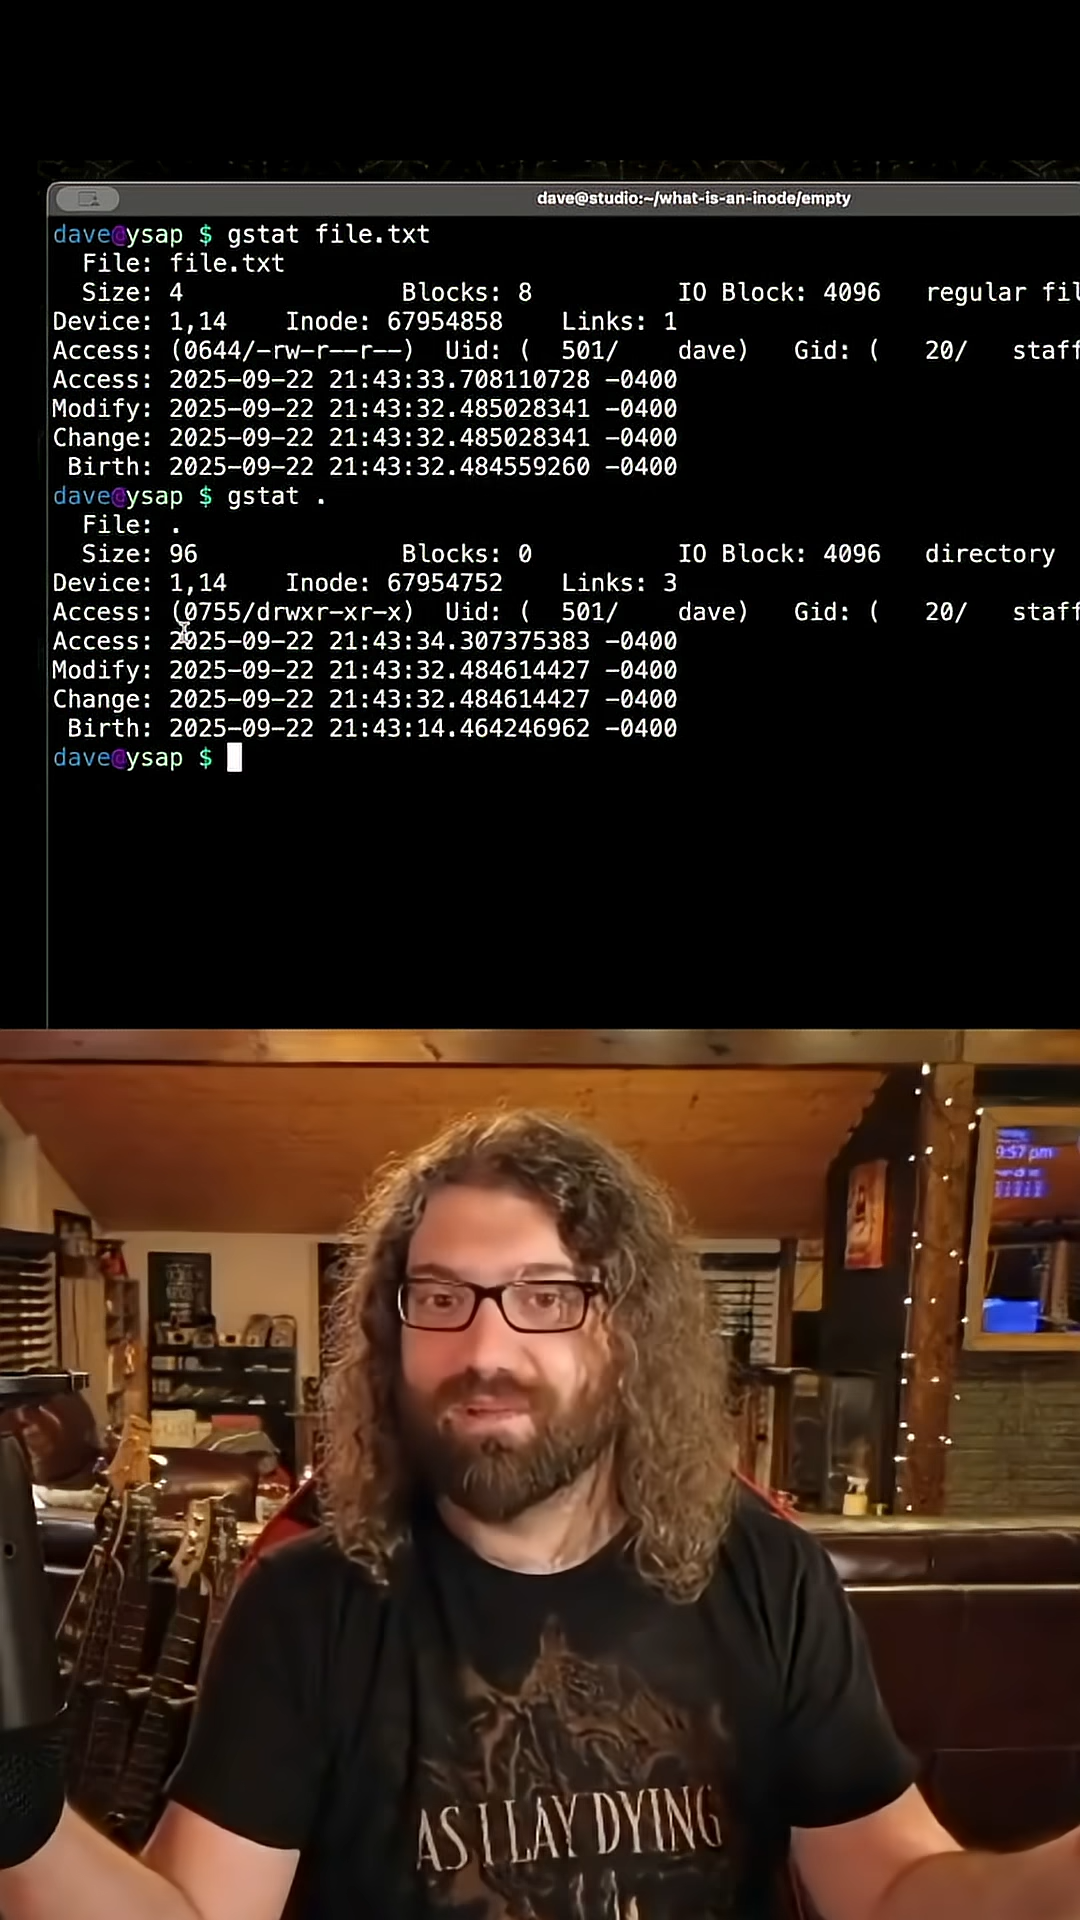 dave@studio:~/what-is-an-inode/empty
dave@ysap $ gstat file.txt
File: file.txt
Size: 4 Blocks: 8 IO Block: 4096 regular fil
Device: 1,14 Inode: 67954858 Links: 1
Access: (0644/-rw-r--r--) Uid: ( 501/ dave) Gid: ( 20/ staff
Access: 2025-09-22 21:43:33.708110728 -0400
Modify: 2025-09-22 21:43:32.485028341 -0400
Change: 2025-09-22 21:43:32.485028341 -0400
Birth: 2025-09-22 21:43:32.484559260 -0400
dave@ysap $ gstat .
File: .
Size: 96 Blocks: 0 IO Block: 4096 directory
Device: 1,14 Inode: 67954752 Links: 3
Access: (0755/drwxr-xr-x) Uid: ( 501/ dave) Gid: ( 20/ staff
Access: 2025-09-22 21:43:34.307375383 -0400
Modify: 2025-09-22 21:43:32.484614427 -0400
Change: 2025-09-22 21:43:32.484614427 -0400
Birth: 2025-09-22 21:43:14.464246962 -0400
dave@ysap $
9:57 pm
AS I LAY DYING